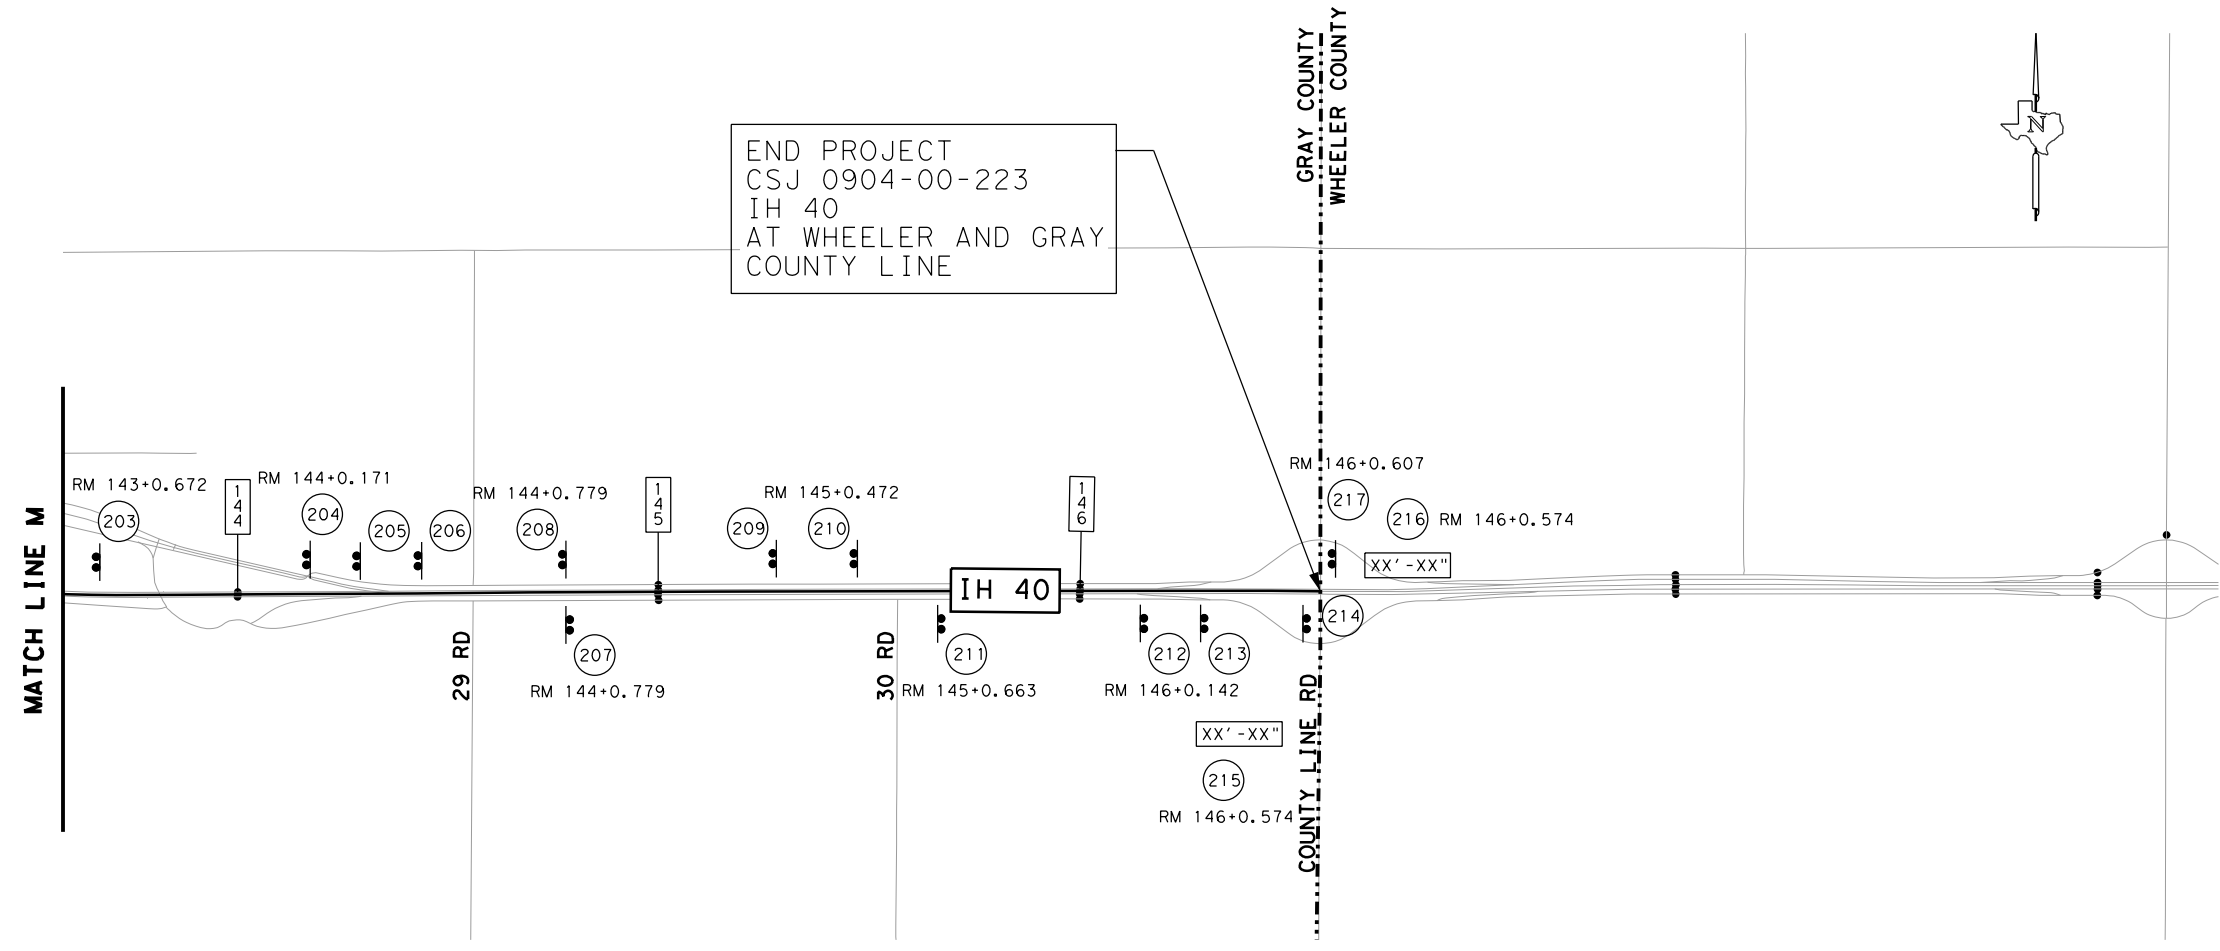 GRAY COUNTY
WHEELER COUNTY
N
END PROJECT
CSJ 0904-00-223
IH 40
AT WHEELER AND GRAY
COUNTY LINE
MATCH LINE M
RM 143+0.672
203
144
RM 144+0.171
204
205
206
RM 144+0.779
208
145
209
RM 145+0.472
210
146
RM 146+0.607
217
216
RM 146+0.574
XX'-XX"
IH 40
29 RD
207
RM 144+0.779
30 RD
211
RM 145+0.663
212
213
RM 146+0.142
214
COUNTY LINE RD
XX'-XX"
215
RM 146+0.574